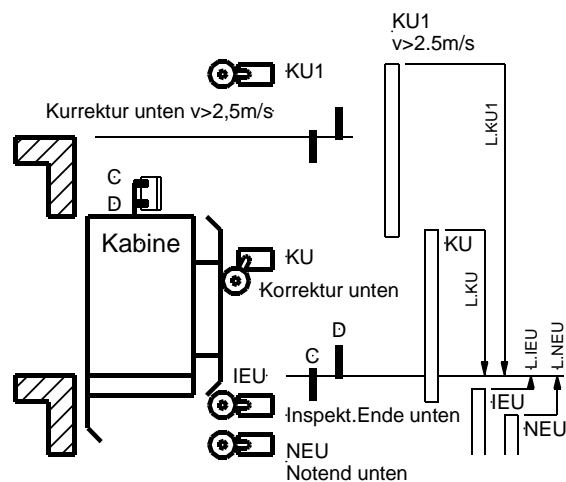 KU1
v>2.5m/s
KU1
Kurrektur unten v>2,5m/s
L.KU1
C
D
Kabine
KU
KU
Korrektur unten
L.KU
D
C
L.IEU
L.NEU
IEU
IEU
Inspekt.Ende unten
NEU
NEU
Notend unten